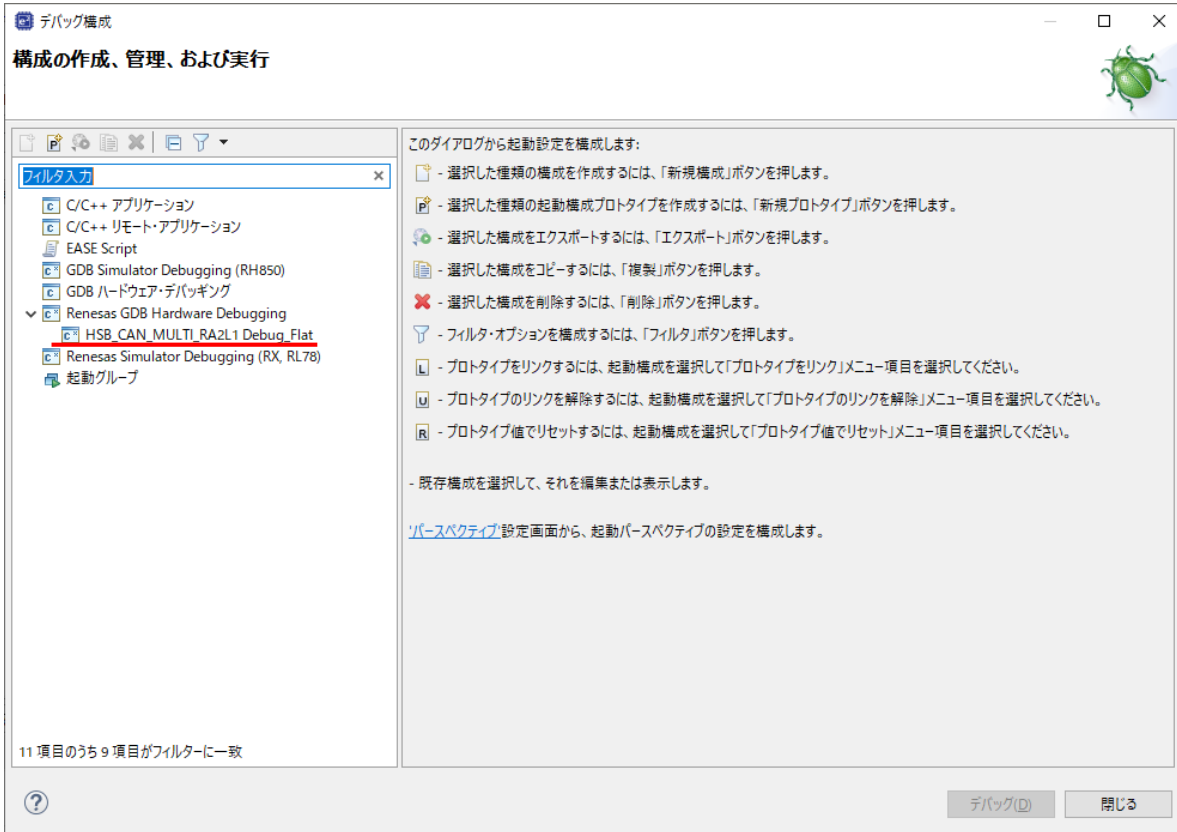 デバッグ構成
構成の作成、管理、および実行
フィルタ入力
C/C++ アプリケーション
C/C++ リモート・アプリケーション
EASE Script
GDB Simulator Debugging (RH850)
GDB ハードウェア・デバッギング
Renesas GDB Hardware Debugging
HSB_CAN_MULTI_RA2L1 Debug_Flat
Renesas Simulator Debugging (RX, RL78)
起動グループ
11 項目のうち 9 項目がフィルターに一致
このダイアログから起動設定を構成します:
- 選択した種類の構成を作成するには、「新規構成」ボタンを押します。
- 選択した種類の起動構成プロトタイプを作成するには、「新規プロトタイプ」ボタンを押します。
- 選択した構成をエクスポートするには、「エクスポート」ボタンを押します。
- 選択した構成をコピーするには、「複製」ボタンを押します。
- 選択した構成を削除するには、「削除」ボタンを押します。
- フィルタ・オプションを構成するには、「フィルタ」ボタンを押します。
L - プロトタイプをリンクするには、起動構成を選択して「プロトタイプをリンク」メニュー項目を選択してください。
U - プロトタイプのリンクを解除するには、起動構成を選択して「プロトタイプのリンクを解除」メニュー項目を選択してください。
R - プロトタイプ値でリセットするには、起動構成を選択して「プロトタイプ値でリセット」メニュー項目を選択してください。
- 既存構成を選択して、それを編集または表示します。
'パースペクティブ'設定画面から、起動パースペクティブの設定を構成します。
デバッグ(D)
閉じる